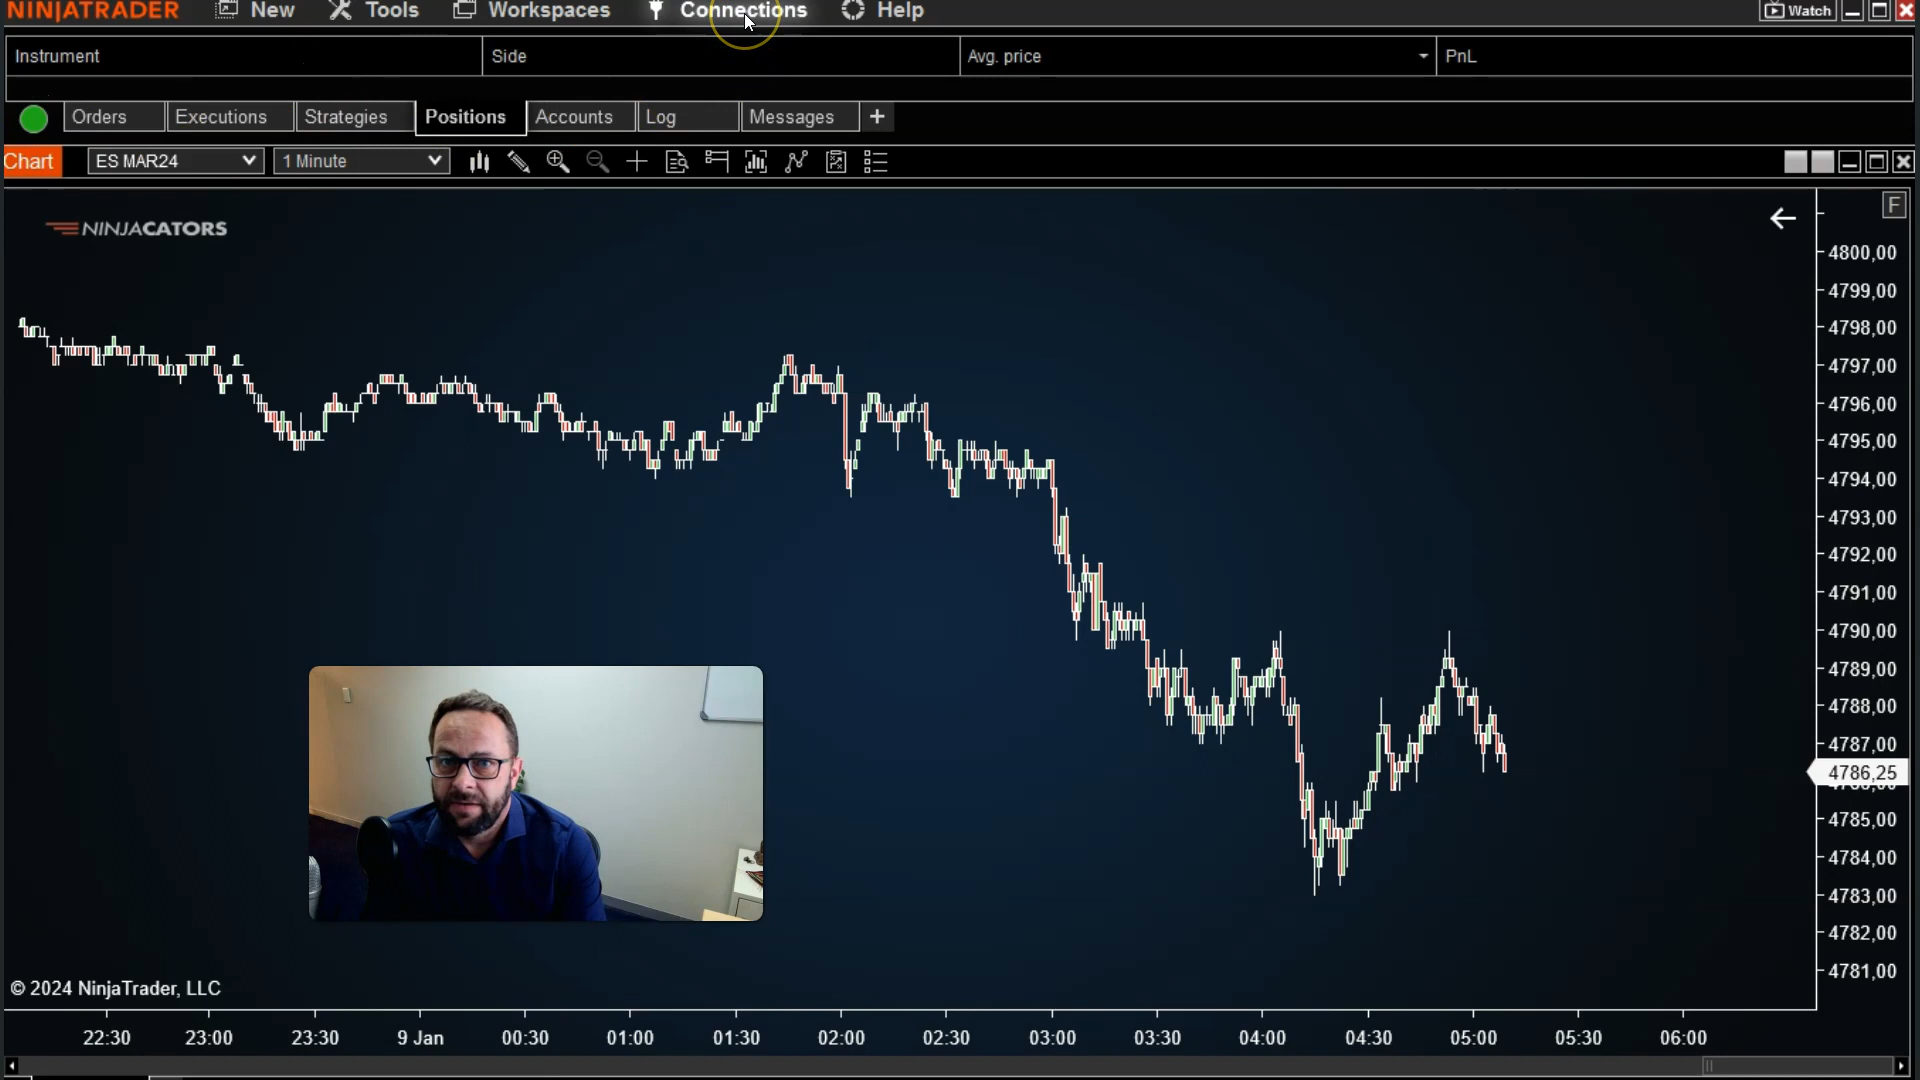 NINJATRADER New Tools Workspaces Connections Help Watch
Instrument Side Avg. price PnL
Orders Executions Strategies Positions Accounts Log Messages +
Chart ES MAR24 1 Minute
F
NINJACATORS
4800,00
4799,00
4798,00
4797,00
4796,00
4795,00
4794,00
4793,00
4792,00
4791,00
4790,00
4789,00
4788,00
4787,00
4786,25
4785,00
4784,00
4783,00
4782,00
4781,00
© 2024 NinjaTrader, LLC
22:30 23:00 23:30 9 Jan 00:30 01:00 01:30 02:00 02:30 03:00 03:30 04:00 04:30 05:00 05:30 06:00